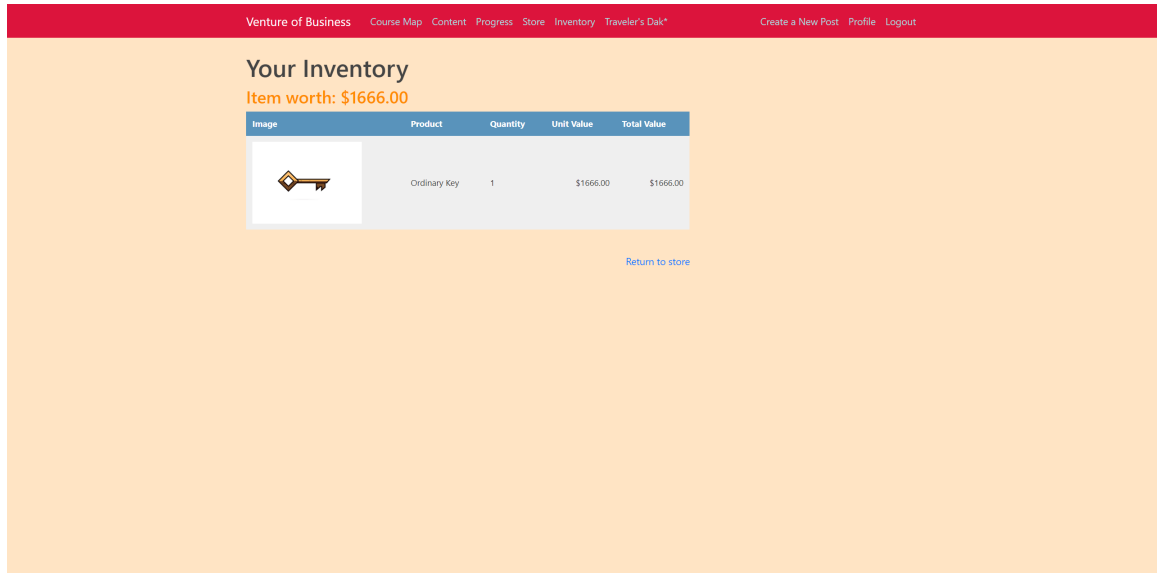 Venture of Business Course Map Content Progress Store Inventory Traveler's Dak* Create a New Post Profile Logout
Your Inventory
Item worth: $1666.00
Image Product Quantity Unit Value Total Value
Ordinary Key 1 $1666.00 $1666.00
Return to store